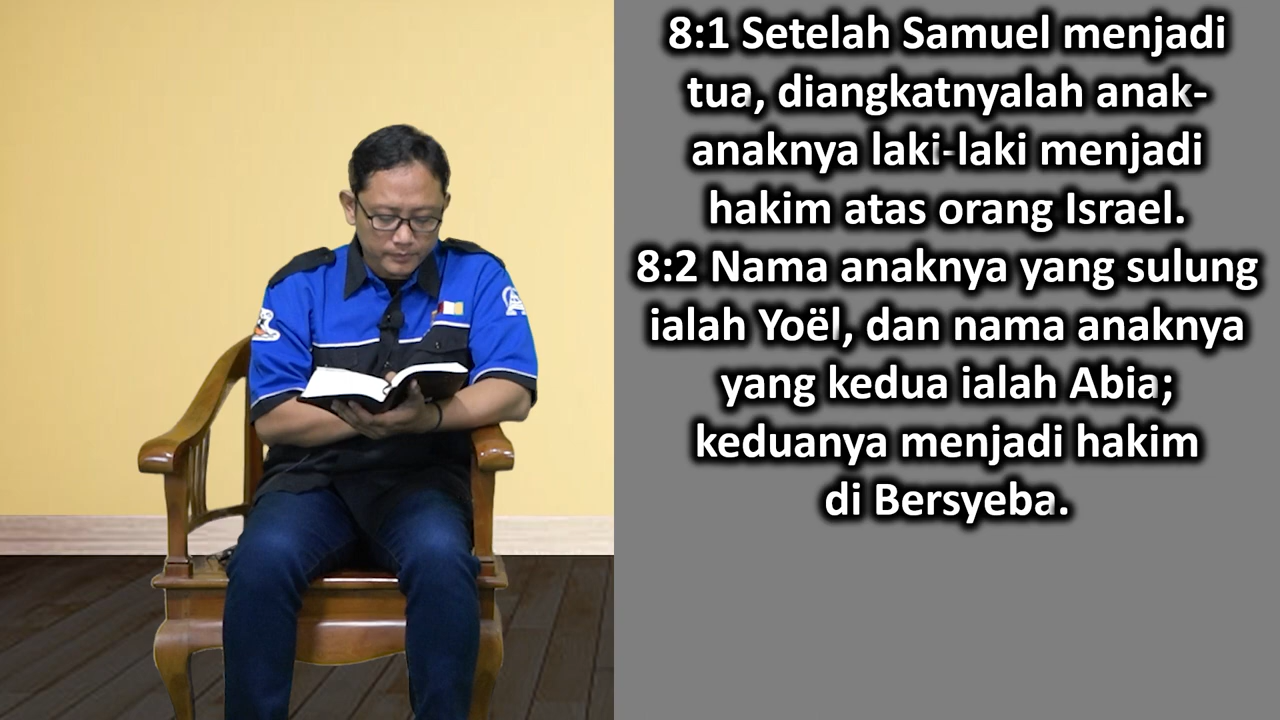 8:1 Setelah Samuel menjadi
tua, diangkatnyalah anak-
anaknya laki-laki menjadi
hakim atas orang Israel.
8:2 Nama anaknya yang sulung
ialah Yoël, dan nama anaknya
yang kedua ialah Abia;
keduanya menjadi hakim
di Bersyeba.